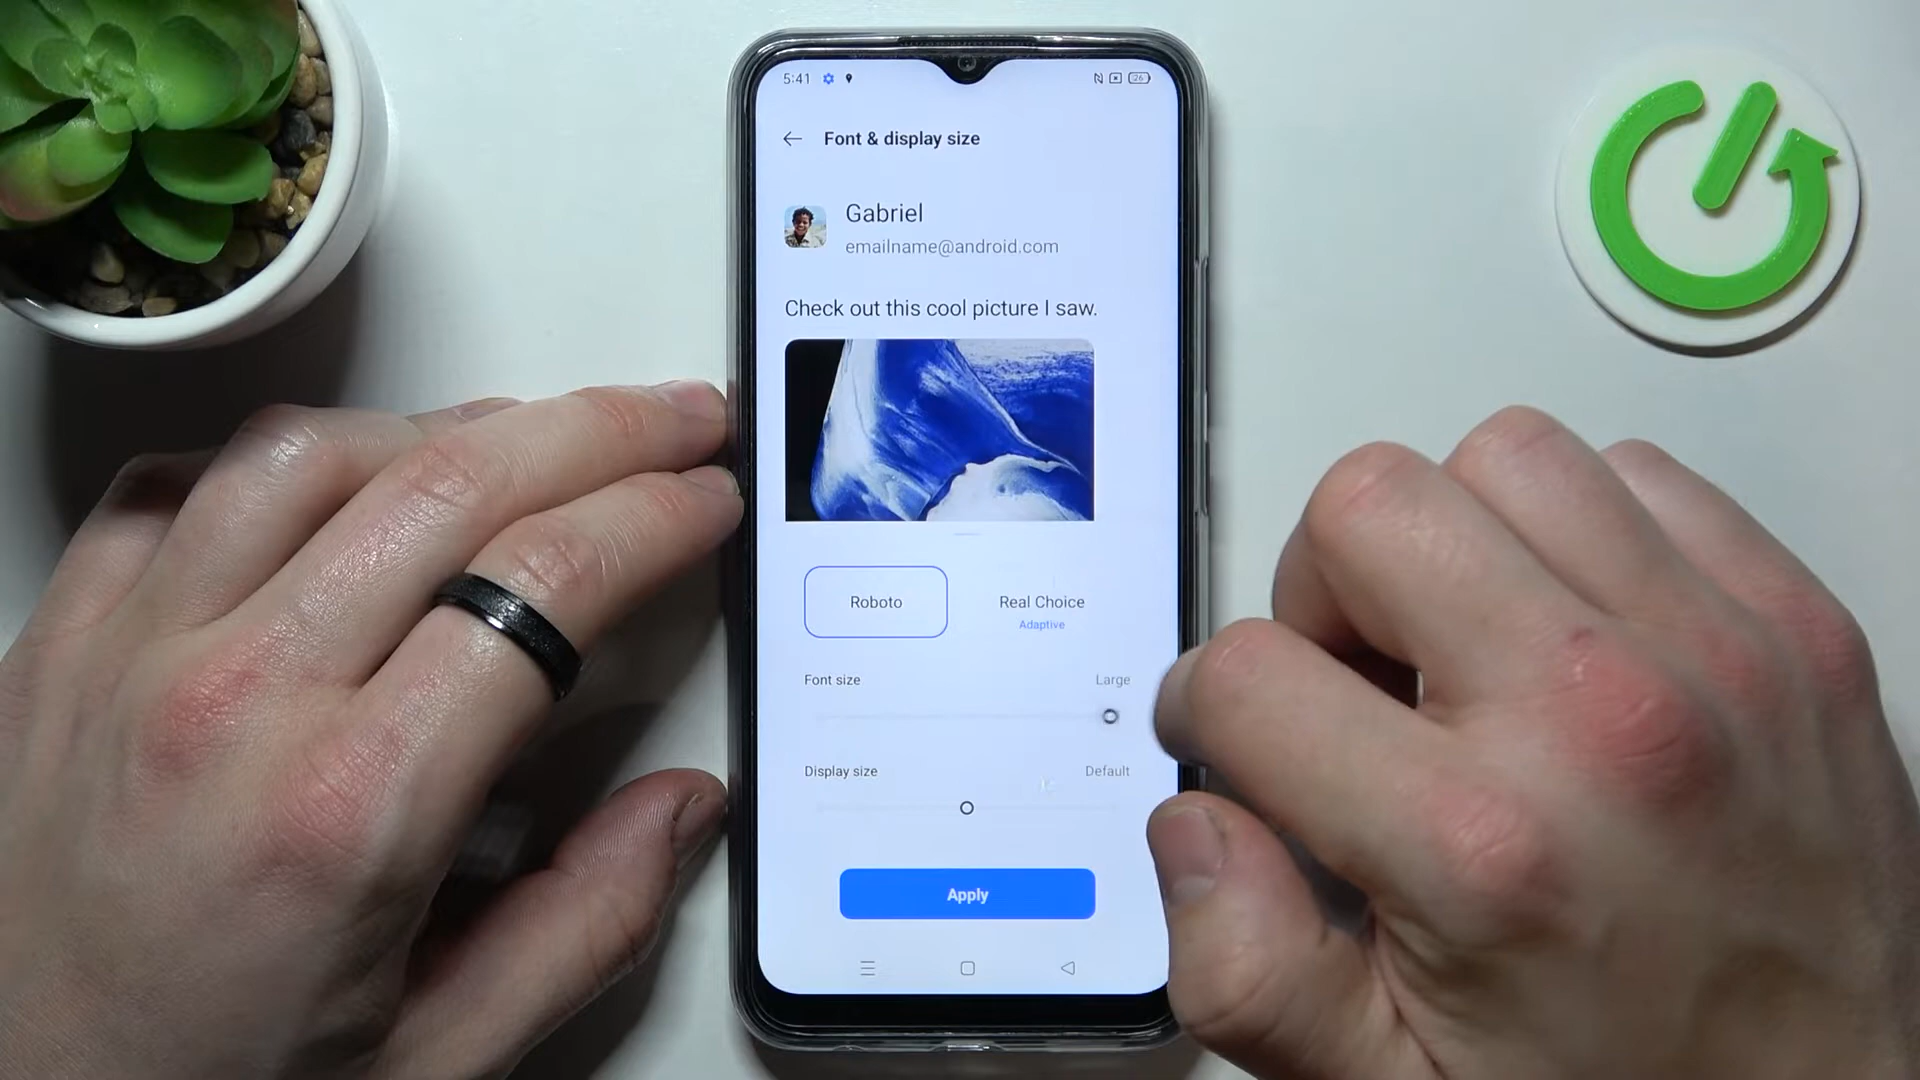 5:41
26
Font & display size
Gabriel
emailname@android.com
Check out this cool picture I saw.
Roboto
Real Choice
Adaptive
Font size
Large
Display size
Default
Apply